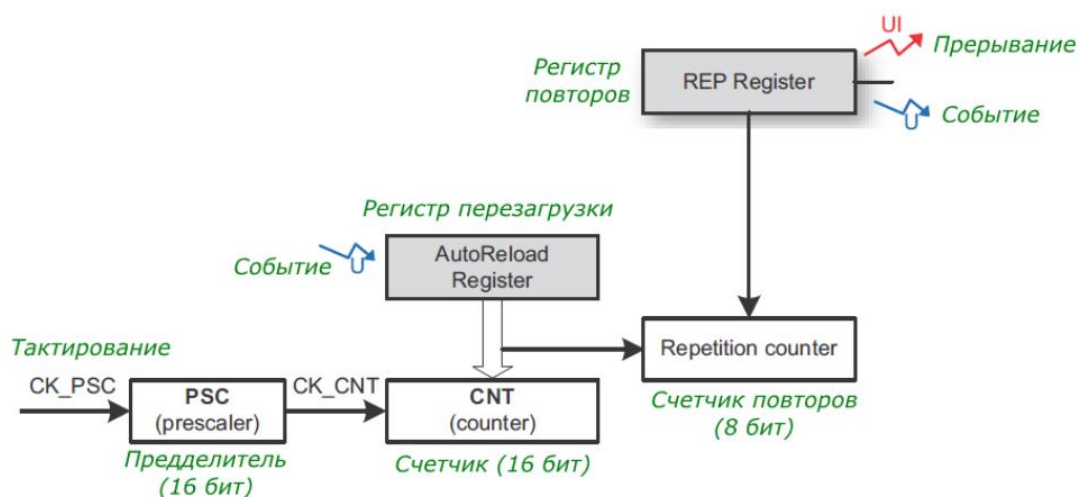 UI
Прерывание
Регистр
повторов
REP Register
U
Событие
Регистр перезагрузки
Событие
U
AutoReload
Register
Тактирование
CK_PSC
PSC
(prescaler)
CK_CNT
CNT
(counter)
Repetition counter
Предделитель
(16 бит)
Счетчик (16 бит)
Счетчик повторов
(8 бит)